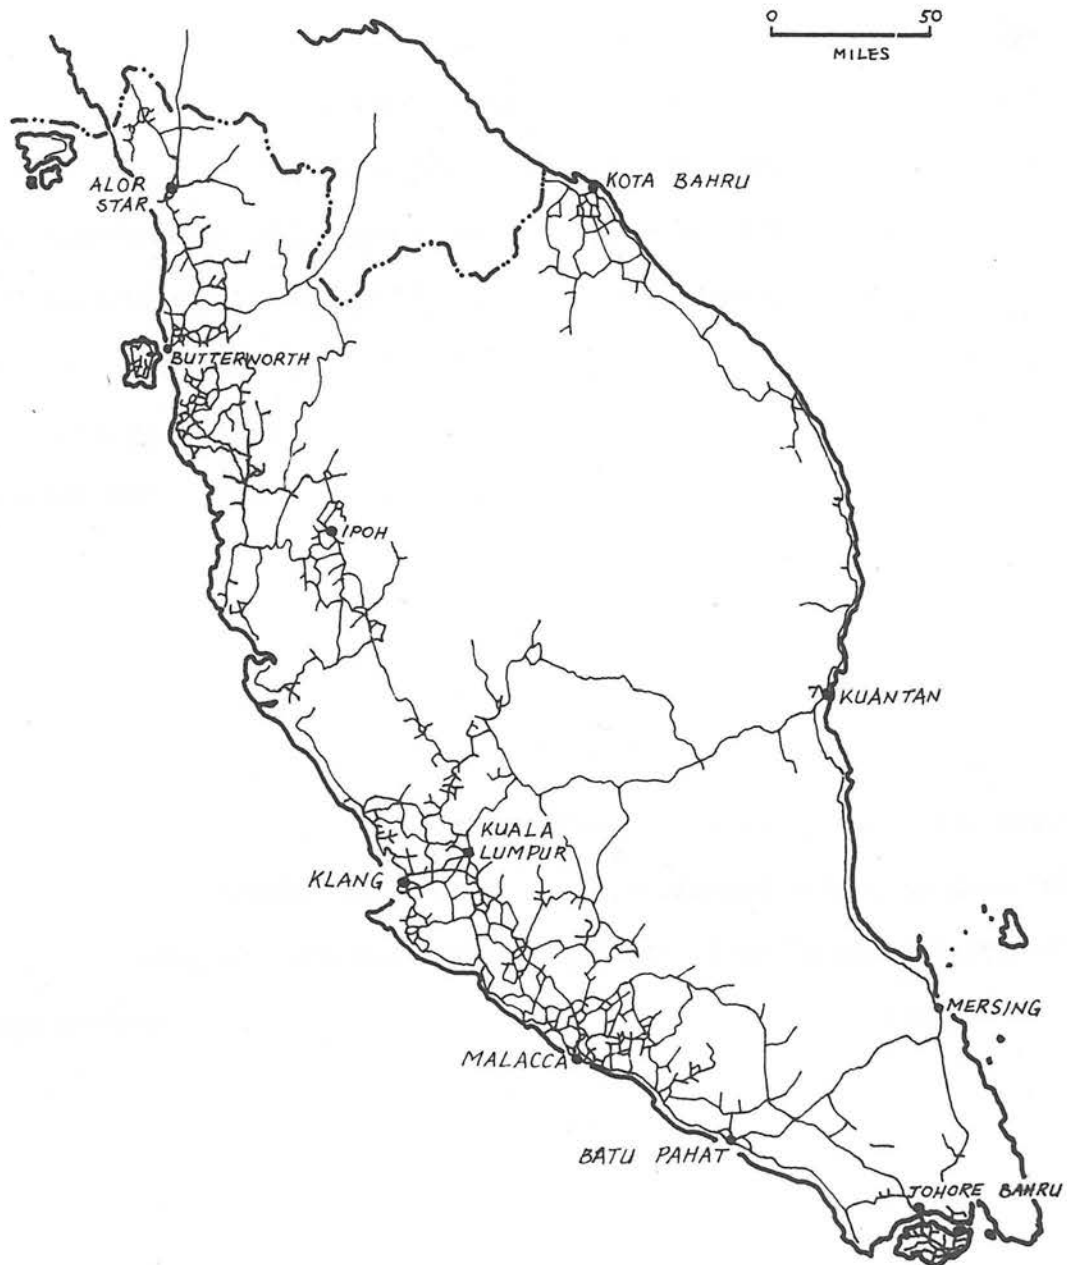 0 50
MILES
KOTA BAHRU
ALOR
STAR
BUTTERWORTH
IPOH
KUANTAN
KUALA
LUMPUR
KLANG
MERSING
MALACCA
BATU PAHAT
JOHORE BAHRU